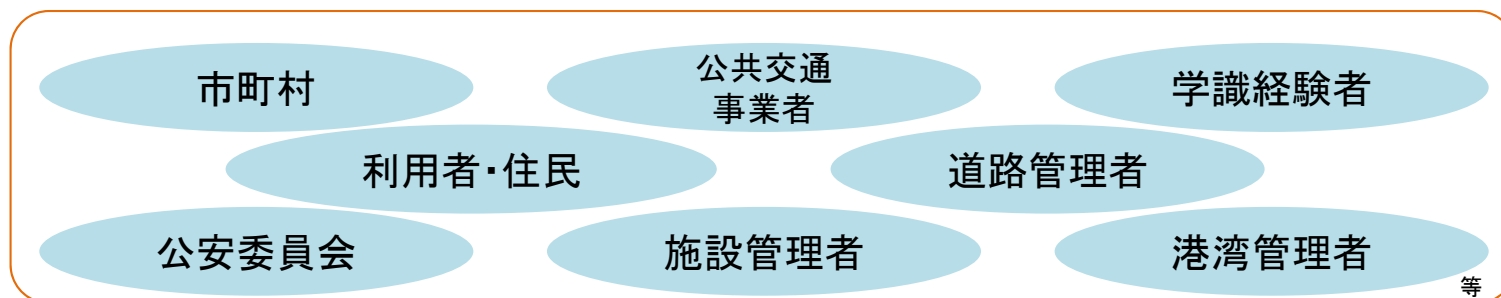 市町村
公共交通
事業者
学識経験者
利用者・住民
道路管理者
公安委員会
施設管理者
港湾管理者
等